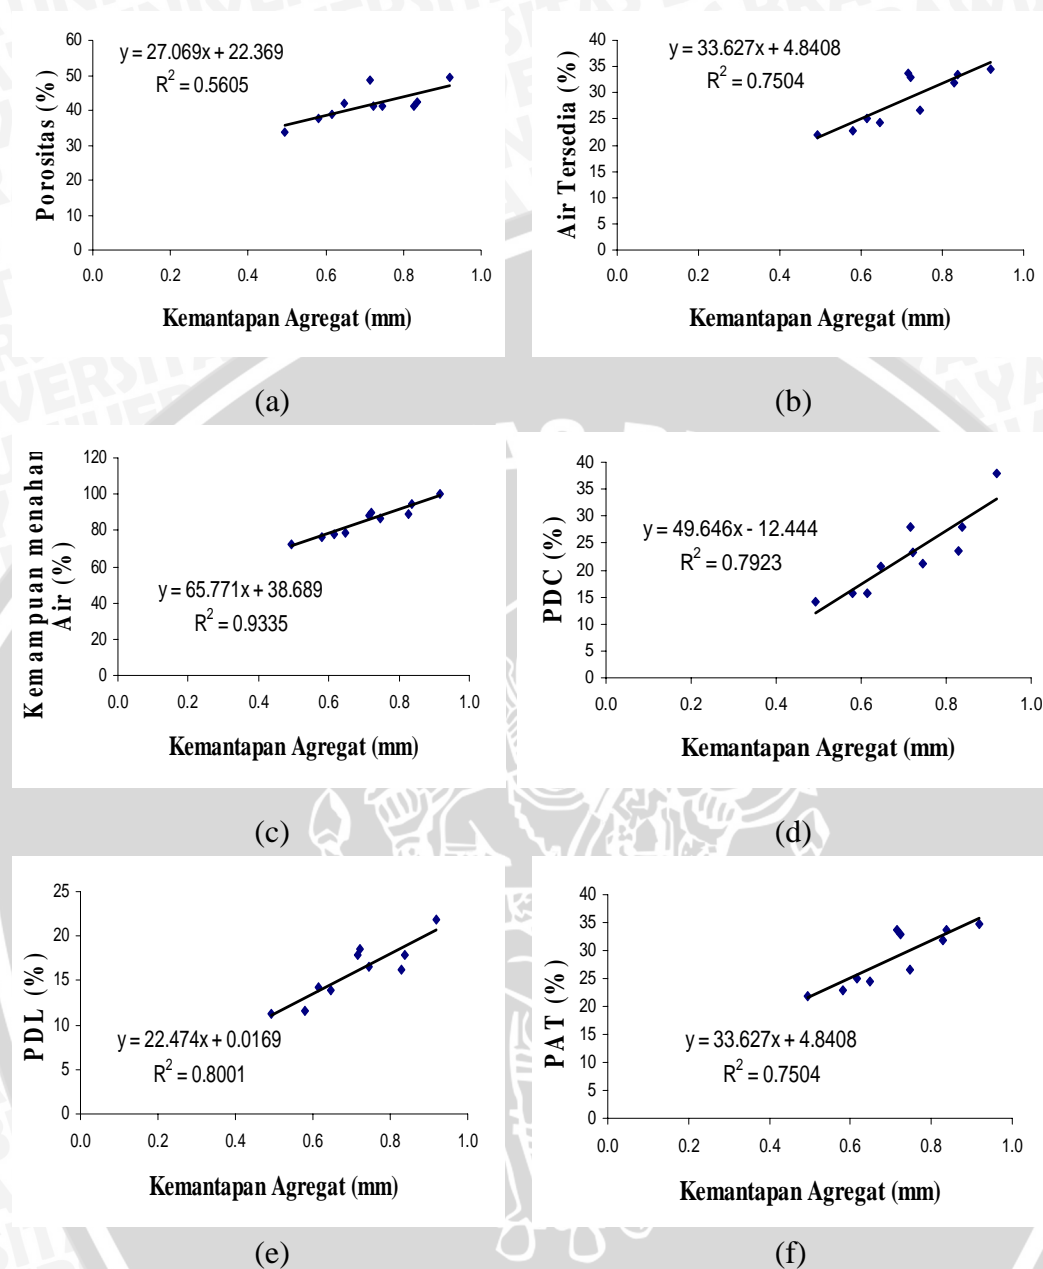 60
50
40
30
20
10
0
Porositas (%)
y = 27.069x + 22.369
R² = 0.5605
0.0 0.2 0.4 0.6 0.8 1.0
Kemantapan Agregat (mm)
(a)
40
35
30
25
20
15
10
5
0
Air Tersedia (%)
y = 33.627x + 4.8408
R² = 0.7504
0.0 0.2 0.4 0.6 0.8 1.0
Kemantapan Agregat (mm)
(b)
120
100
80
60
40
20
0
Kemampuan menahan
Air (%)
y = 65.771x + 38.689
R² = 0.9335
0.0 0.2 0.4 0.6 0.8 1.0
Kemantapan Agregat (mm)
(c)
40
35
30
25
20
15
10
5
0
PDC (%)
y = 49.646x - 12.444
R² = 0.7923
0.0 0.2 0.4 0.6 0.8 1.0
Kemantapan Agregat (mm)
(d)
25
20
15
10
5
0
PDL (%)
y = 22.474x + 0.0169
R² = 0.8001
0.0 0.2 0.4 0.6 0.8 1.0
Kemantapan Agregat (mm)
(e)
40
35
30
25
20
15
10
5
0
PAT (%)
y = 33.627x + 4.8408
R² = 0.7504
0.0 0.2 0.4 0.6 0.8 1.0
Kemantapan Agregat (mm)
(f)